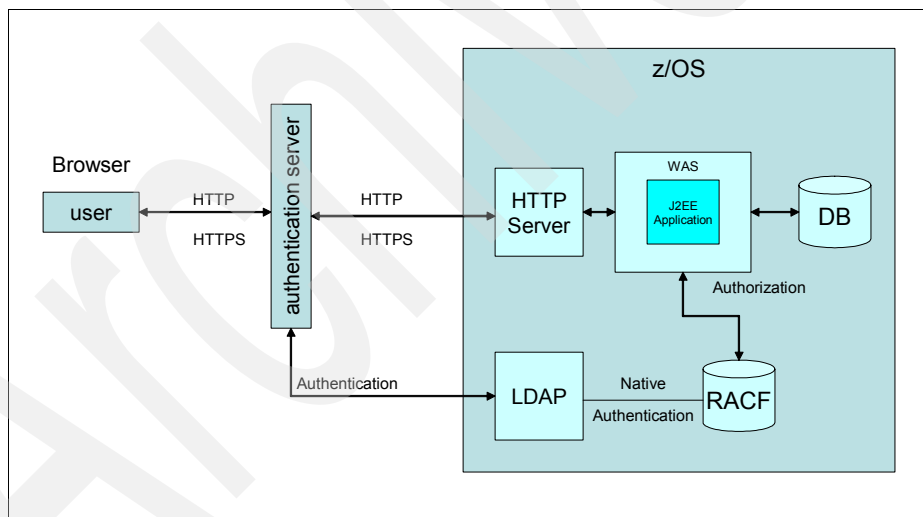 z/OS
Browser
user
HTTP
HTTPS
authentication server
HTTP
HTTPS
HTTP
Server
WAS
J2EE
Application
DB
Authorization
Authentication
LDAP
Native
Authentication
RACF